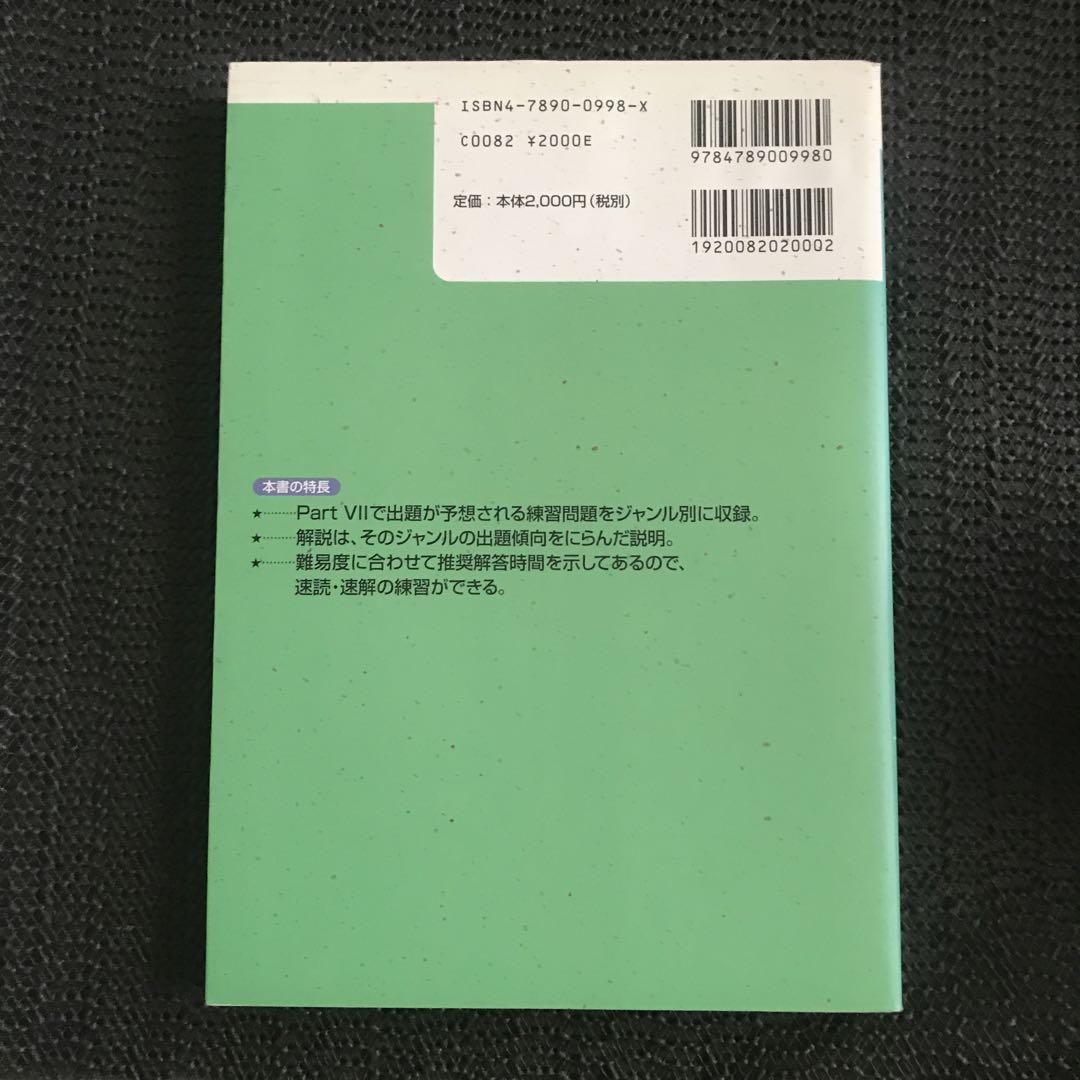 ISBN4-7890-0998-X
C0082 ¥2000E
9784789009980
定価：本体2,000円（税別）
1920082020002
本書の特長
★………Part VIIで出題が予想される練習問題をジャンル別に収録。
★………解説は、そのジャンルの出題傾向をにらんだ説明。
★………難易度に合わせて推奨解答時間を示してあるので、
速読・速解の練習ができる。